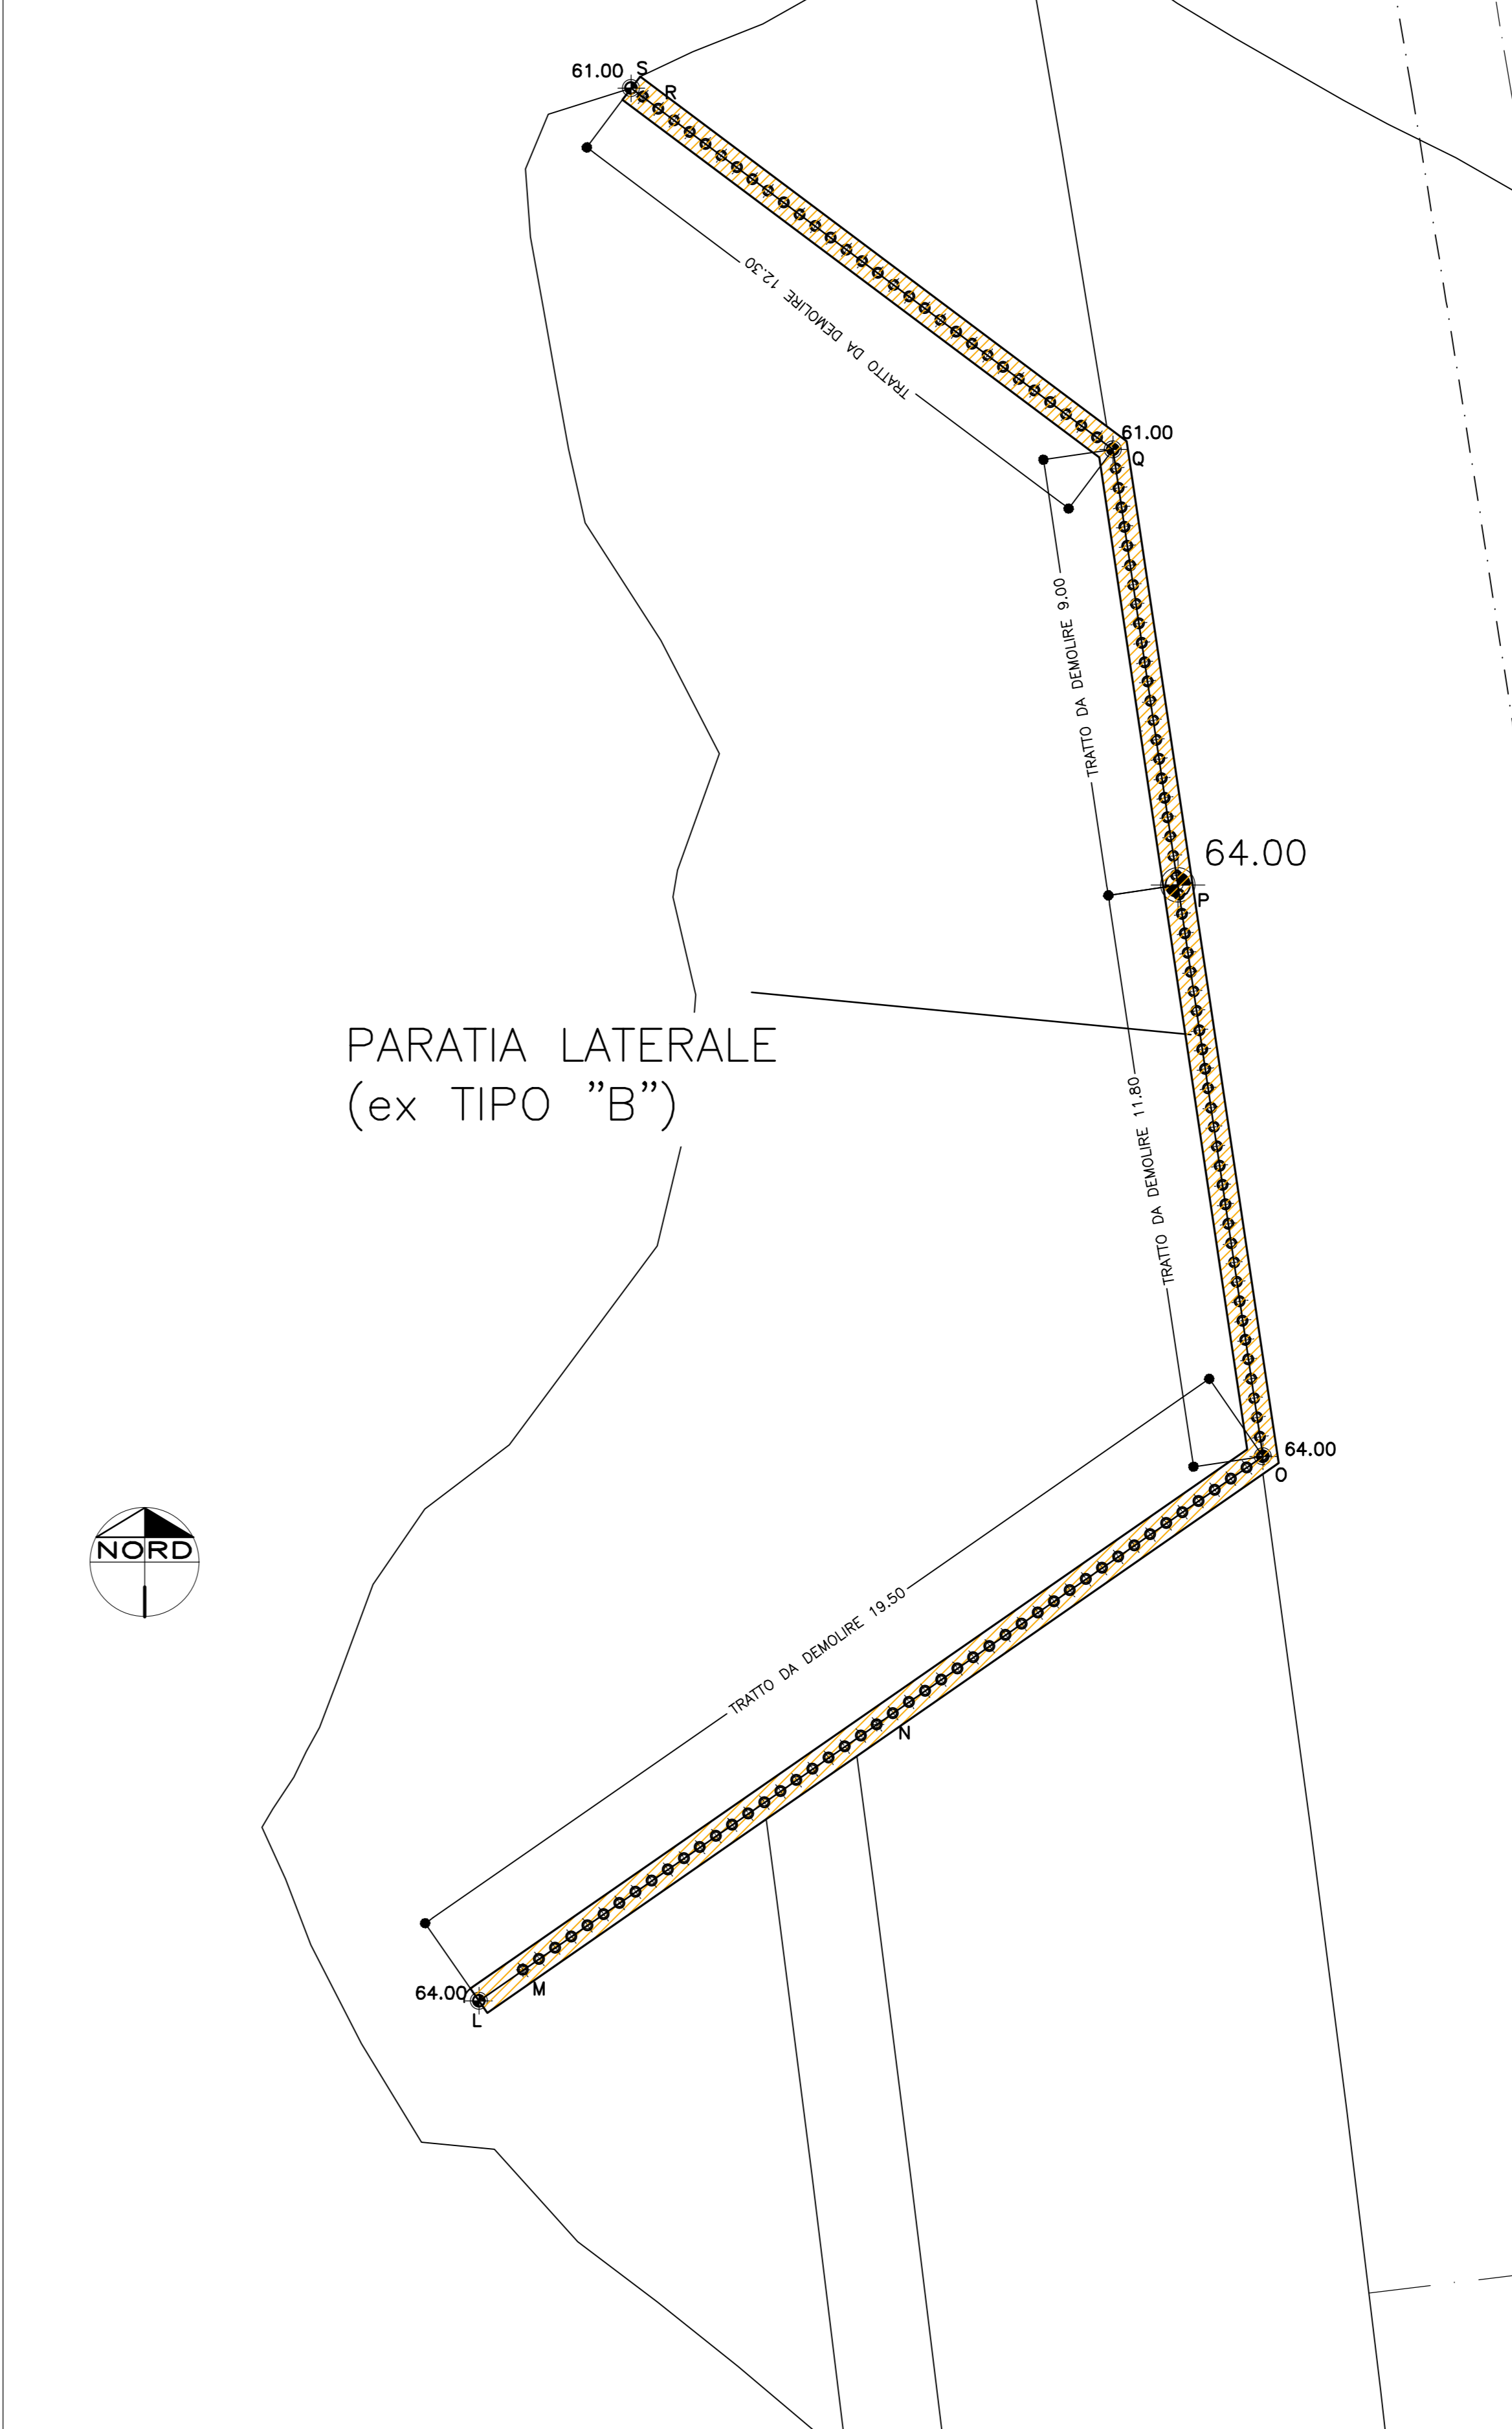 61.00
S
R
TRATTO DA DEMOLIRE 12.30
61.00
Q
TRATTO DA DEMOLIRE 9.00
64.00
P
PARATIA LATERALE
(ex TIPO "B")
TRATTO DA DEMOLIRE 11.80
64.00
O
NORD
TRATTO DA DEMOLIRE 19.50
N
M
64.00
L